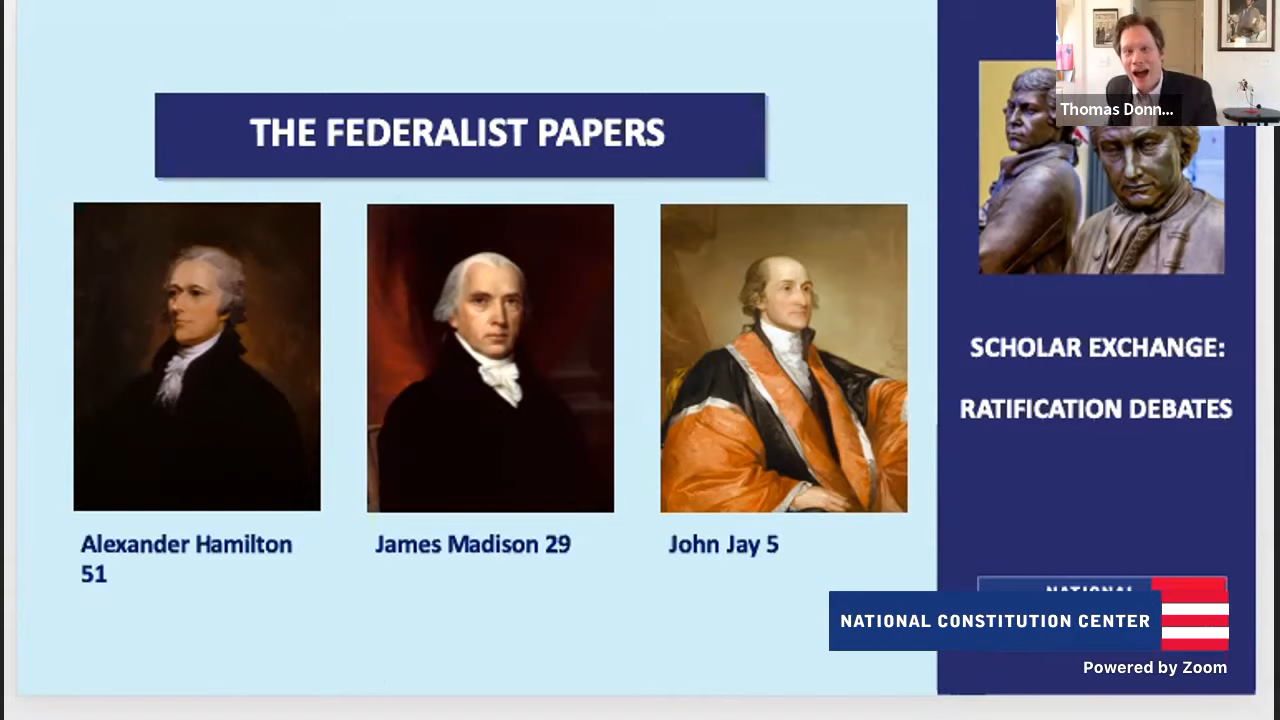 THE FEDERALIST PAPERS
Alexander Hamilton
51
James Madison 29
John Jay 5
Thomas Donn...
SCHOLAR EXCHANGE:
RATIFICATION DEBATES
NATIONAL
NATIONAL CONSTITUTION CENTER
Powered by Zoom